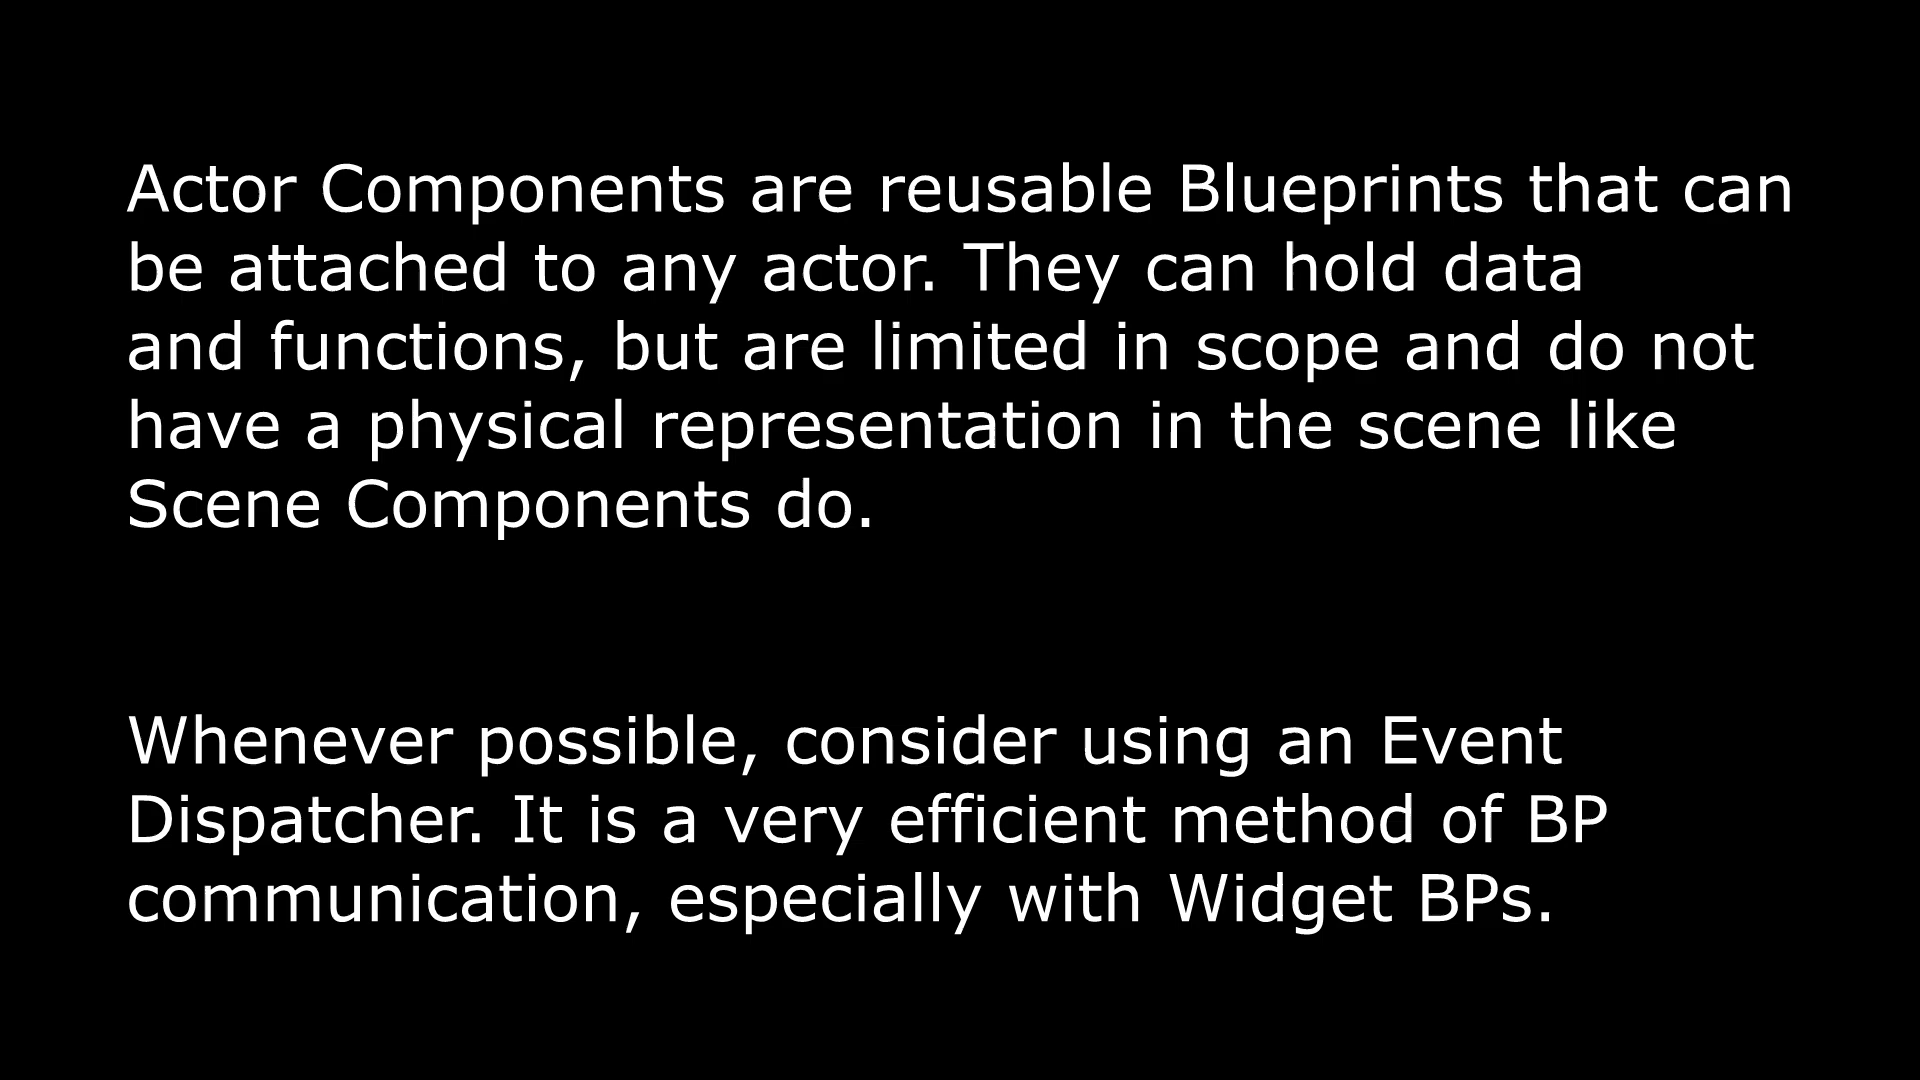 Actor Components are reusable Blueprints that can
be attached to any actor. They can hold data
and functions, but are limited in scope and do not
have a physical representation in the scene like
Scene Components do.
Whenever possible, consider using an Event
Dispatcher. It is a very efficient method of BP
communication, especially with Widget BPs.